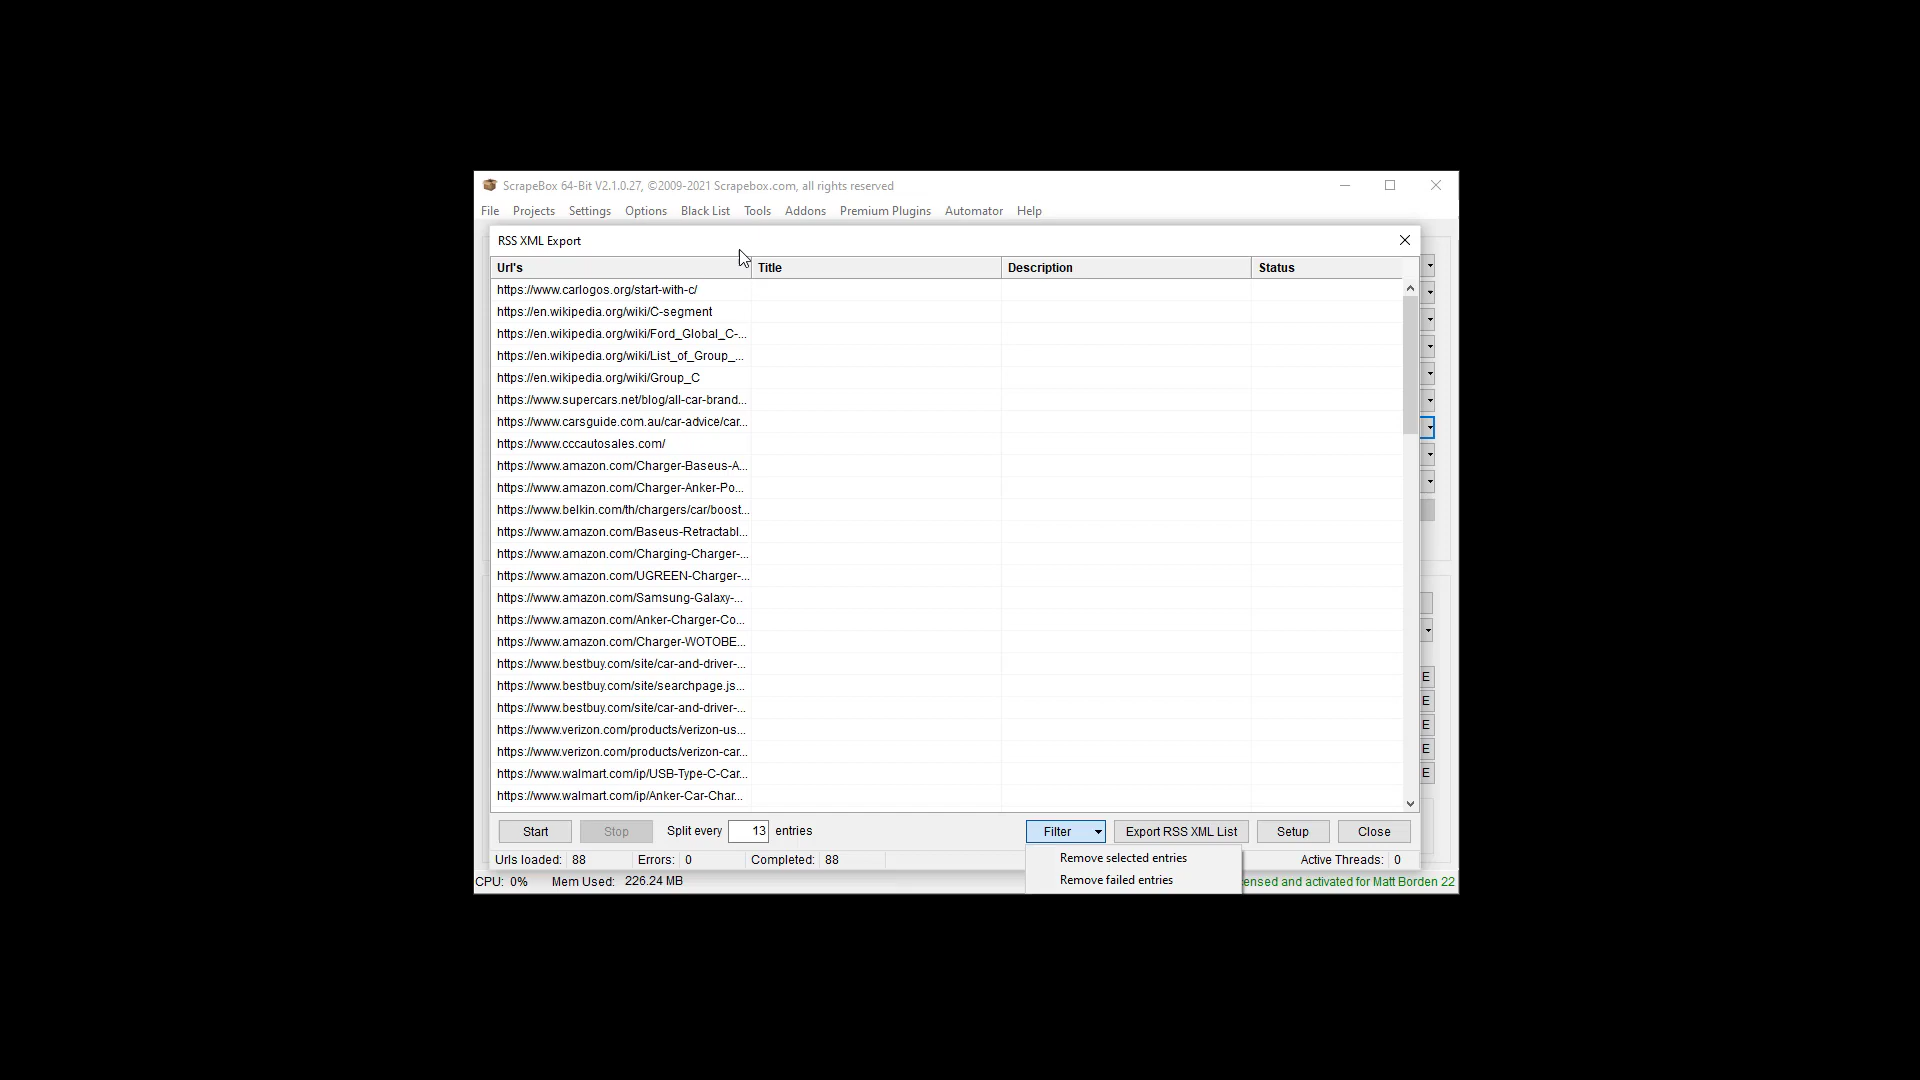 ScrapeBox 64-Bit V2.1.0.27, ©2009-2021 Scrapebox.com, all rights reserved
File Projects Settings Options Black List Tools Addons Premium Plugins Automator Help
RSS XML Export
Url's Title Description Status
https://www.carlogos.org/start-with-c/
https://en.wikipedia.org/wiki/C-segment
https://en.wikipedia.org/wiki/Ford_Global_C-...
https://en.wikipedia.org/wiki/List_of_Group_...
https://en.wikipedia.org/wiki/Group_C
https://www.supercars.net/blog/all-car-brand...
https://www.carsguide.com.au/car-advice/car...
https://www.cccautosales.com/
https://www.amazon.com/Charger-Baseus-A...
https://www.amazon.com/Charger-Anker-Po...
https://www.belkin.com/th/chargers/car/boost...
https://www.amazon.com/Baseus-Retractabl...
https://www.amazon.com/Charging-Charger-...
https://www.amazon.com/UGREEN-Charger-...
https://www.amazon.com/Samsung-Galaxy-...
https://www.amazon.com/Anker-Charger-Co...
https://www.amazon.com/Charger-WOTOBE...
E
https://www.bestbuy.com/site/car-and-driver-...
https://www.bestbuy.com/site/searchpage.js...
E
https://www.bestbuy.com/site/car-and-driver-...
E
https://www.verizon.com/products/verizon-us...
E
https://www.verizon.com/products/verizon-car...
E
https://www.walmart.com/ip/USB-Type-C-Car...
https://www.walmart.com/ip/Anker-Car-Char...
Start Stop Split every 13 entries Filter Export RSS XML List Setup Close
Urls loaded: 88 Errors: 0 Completed: 88 Remove selected entries Active Threads: 0
CPU: 0% Mem Used: 226.24 MB Remove failed entries ensed and activated for Matt Borden 22